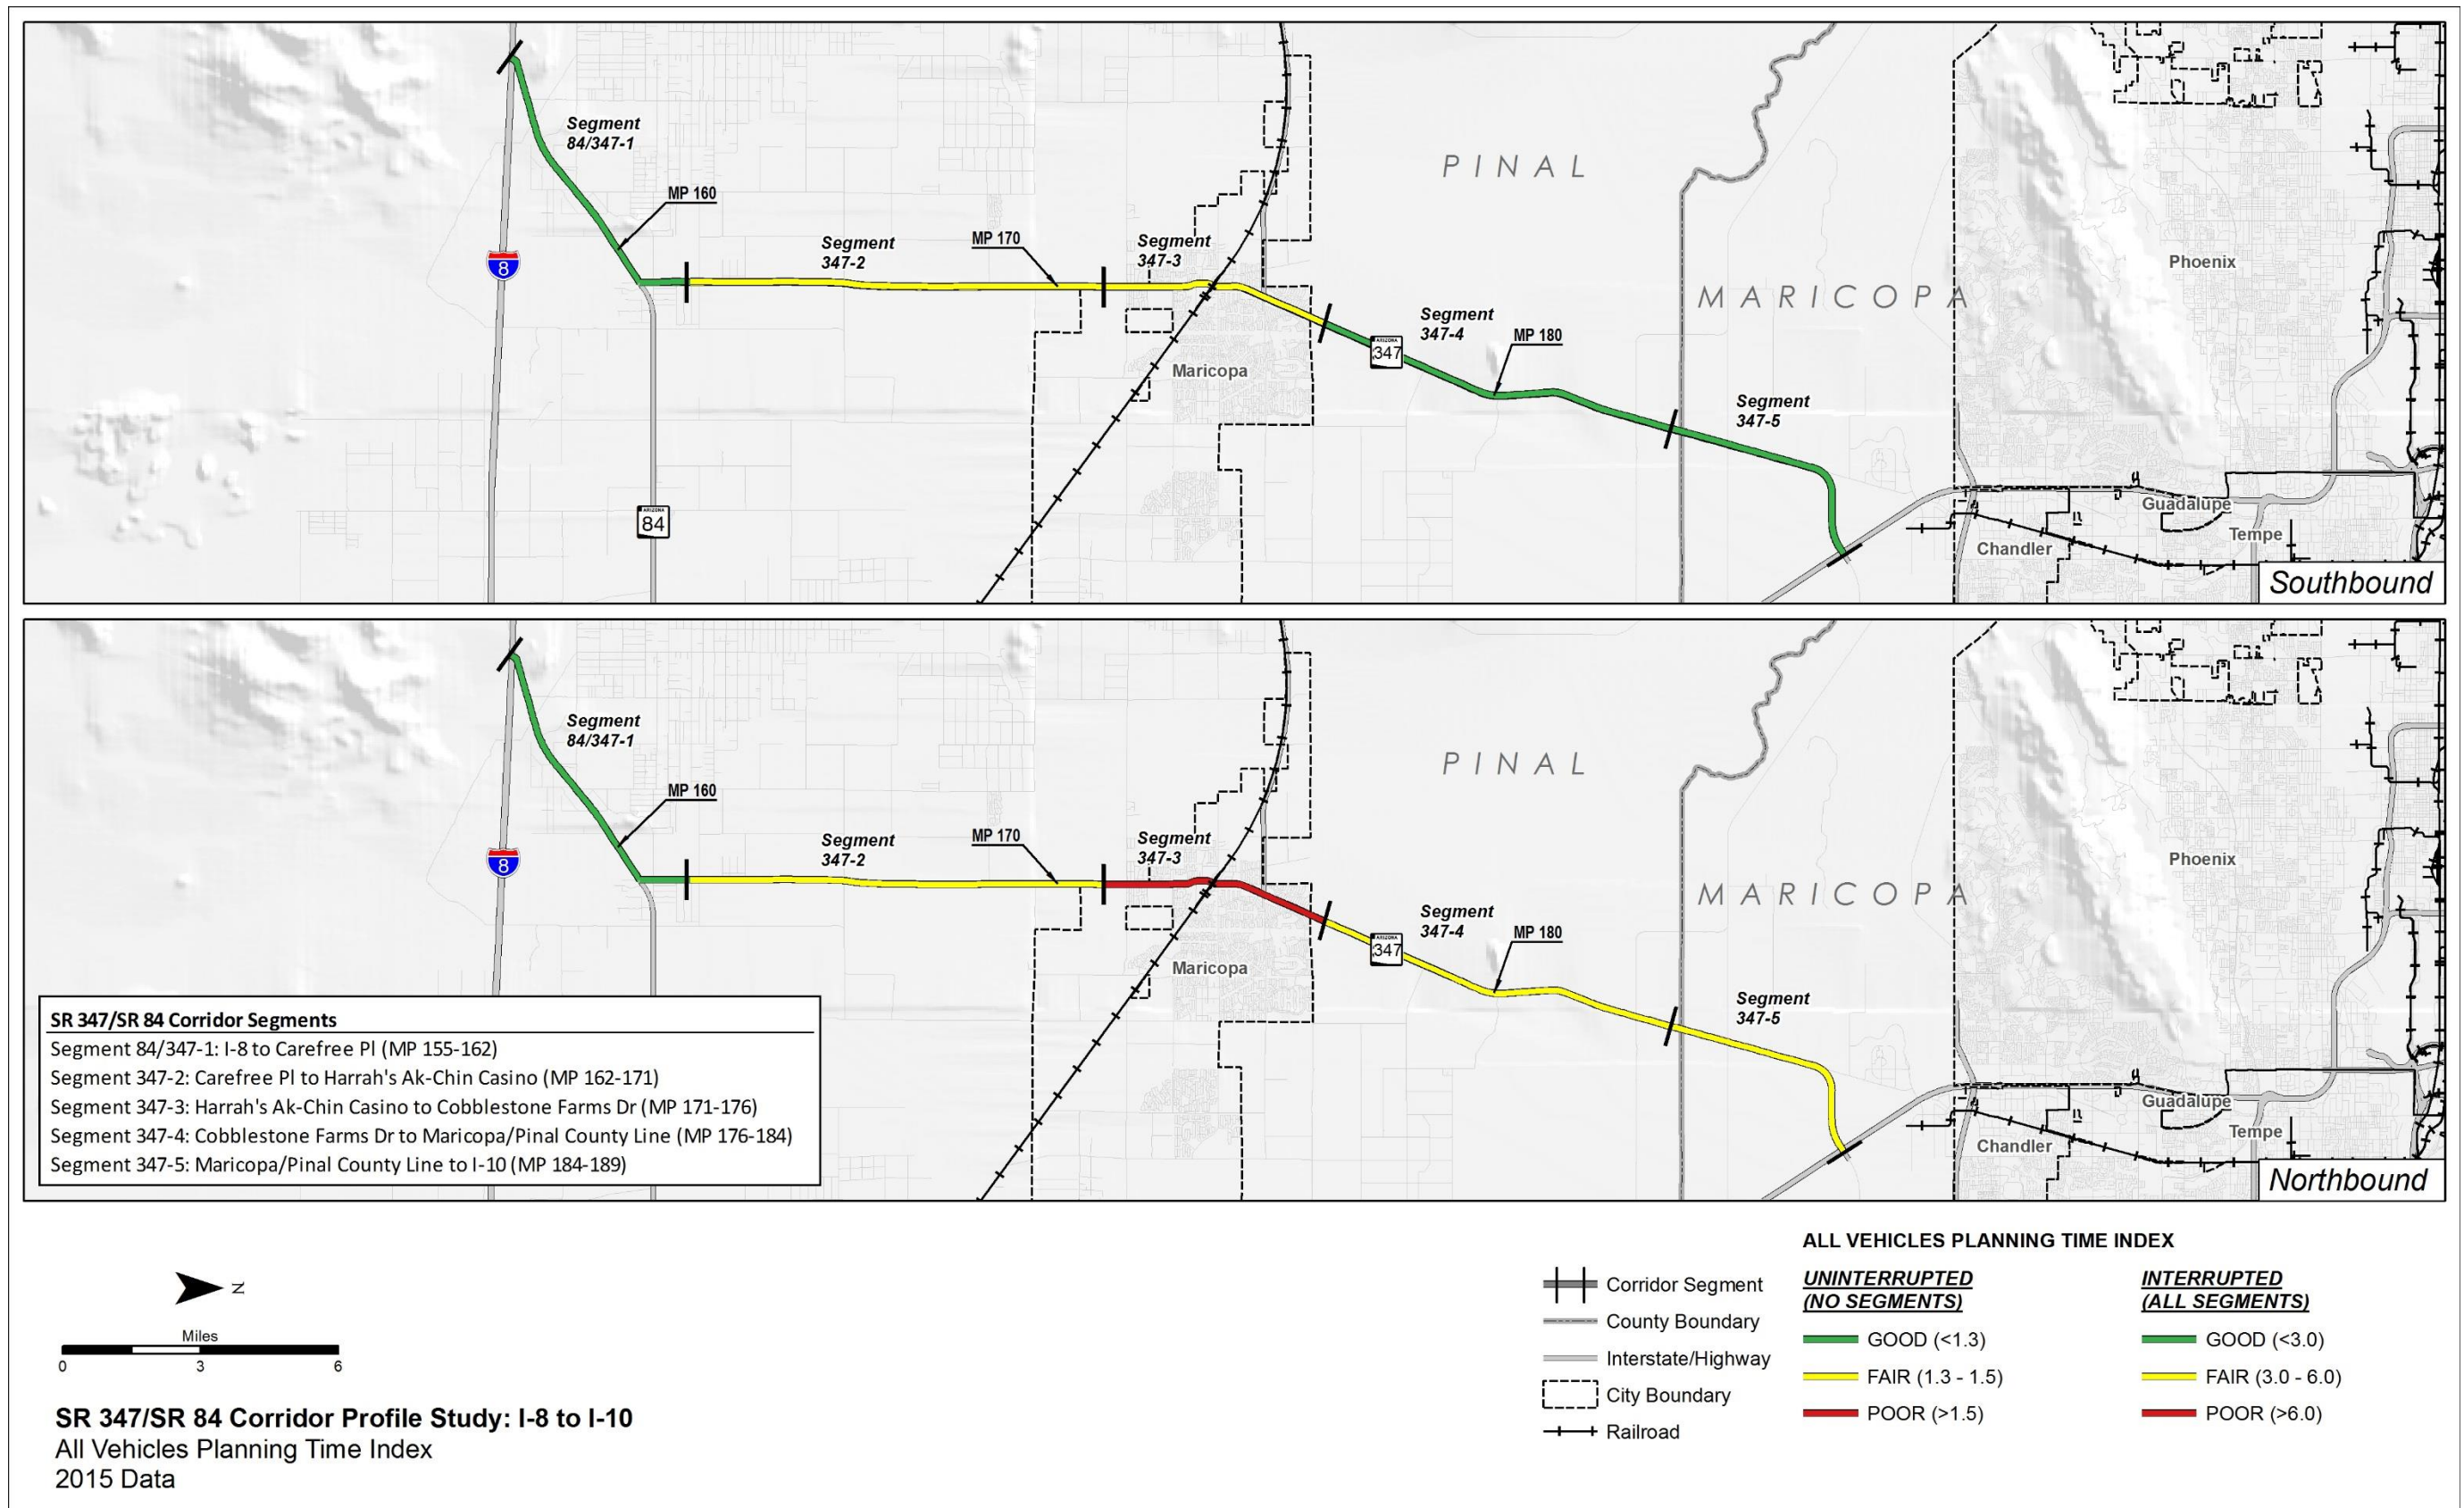 Segment
84/347-1
MP 160
Segment
347-2
MP 170
Segment
347-3
Segment
347-4
MP 180
Segment
347-5
PINAL
MARICOPA
Phoenix
Maricopa
Guadalupe
Tempe
Chandler
8
ARIZONA
84
ARIZONA
347
Southbound
Segment
84/347-1
MP 160
Segment
347-2
MP 170
Segment
347-3
Segment
347-4
MP 180
Segment
347-5
PINAL
MARICOPA
Phoenix
Maricopa
Guadalupe
Tempe
Chandler
8
ARIZONA
347
SR 347/SR 84 Corridor Segments
Segment 84/347-1: I-8 to Carefree Pl (MP 155-162)
Segment 347-2: Carefree Pl to Harrah's Ak-Chin Casino (MP 162-171)
Segment 347-3: Harrah's Ak-Chin Casino to Cobblestone Farms Dr (MP 171-176)
Segment 347-4: Cobblestone Farms Dr to Maricopa/Pinal County Line (MP 176-184)
Segment 347-5: Maricopa/Pinal County Line to I-10 (MP 184-189)
Northbound
N
Miles
0 3 6
SR 347/SR 84 Corridor Profile Study: I-8 to I-10
All Vehicles Planning Time Index
2015 Data
Corridor Segment
County Boundary
Interstate/Highway
City Boundary
Railroad
ALL VEHICLES PLANNING TIME INDEX
UNINTERRUPTED
(NO SEGMENTS)
GOOD (<1.3)
FAIR (1.3 - 1.5)
POOR (>1.5)
INTERRUPTED
(ALL SEGMENTS)
GOOD (<3.0)
FAIR (3.0 - 6.0)
POOR (>6.0)